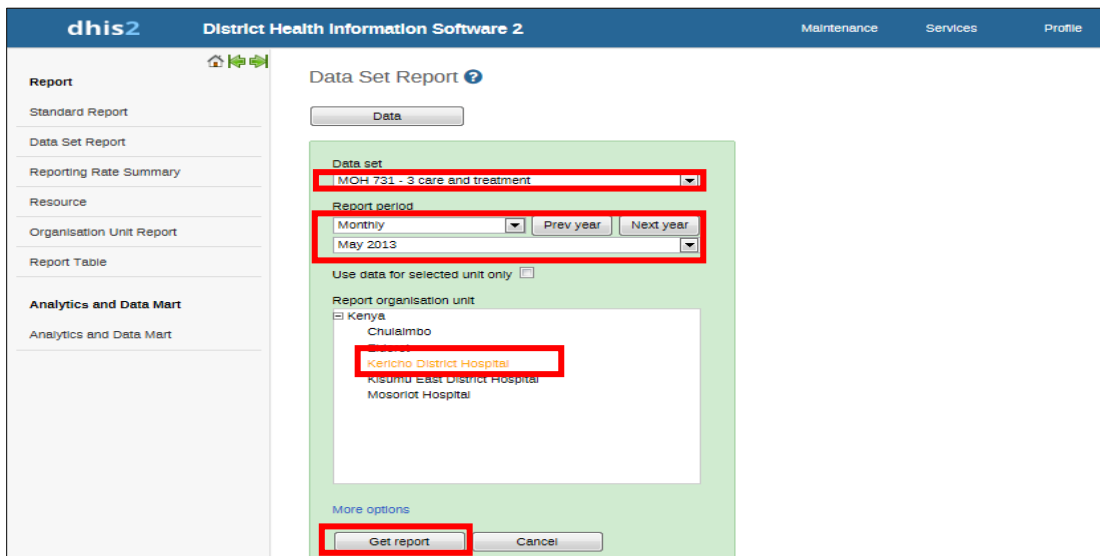 dhis2 District Health Information Software 2 Maintenance Services Profile
Report
Standard Report
Data Set Report
Reporting Rate Summary
Resource
Organisation Unit Report
Report Table
Analytics and Data Mart
Analytics and Data Mart
Data Set Report ?
Data
Data set
MOH 731 - 3 care and treatment
Report period
Monthly Prev year Next year
May 2013
Use data for selected unit only
Report organisation unit
Kenya
Chulaimbo
Kericho District Hospital
Kisumu East District Hospital
Mosoriot Hospital
More options
Get report Cancel